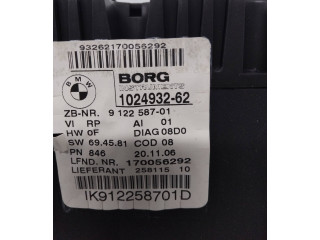 93262170056292
BMW
BORG
INSTRUMENTS
1024932-62
ZB-NR. 9 122 587-01
VI RP AI 01
HW 0F DIAG 08D0
SW 69.45.81 COD 08
PN 846 20.11.06
LFND. NR. 170056292
LIEFERANT 258115 10
IK912258701D